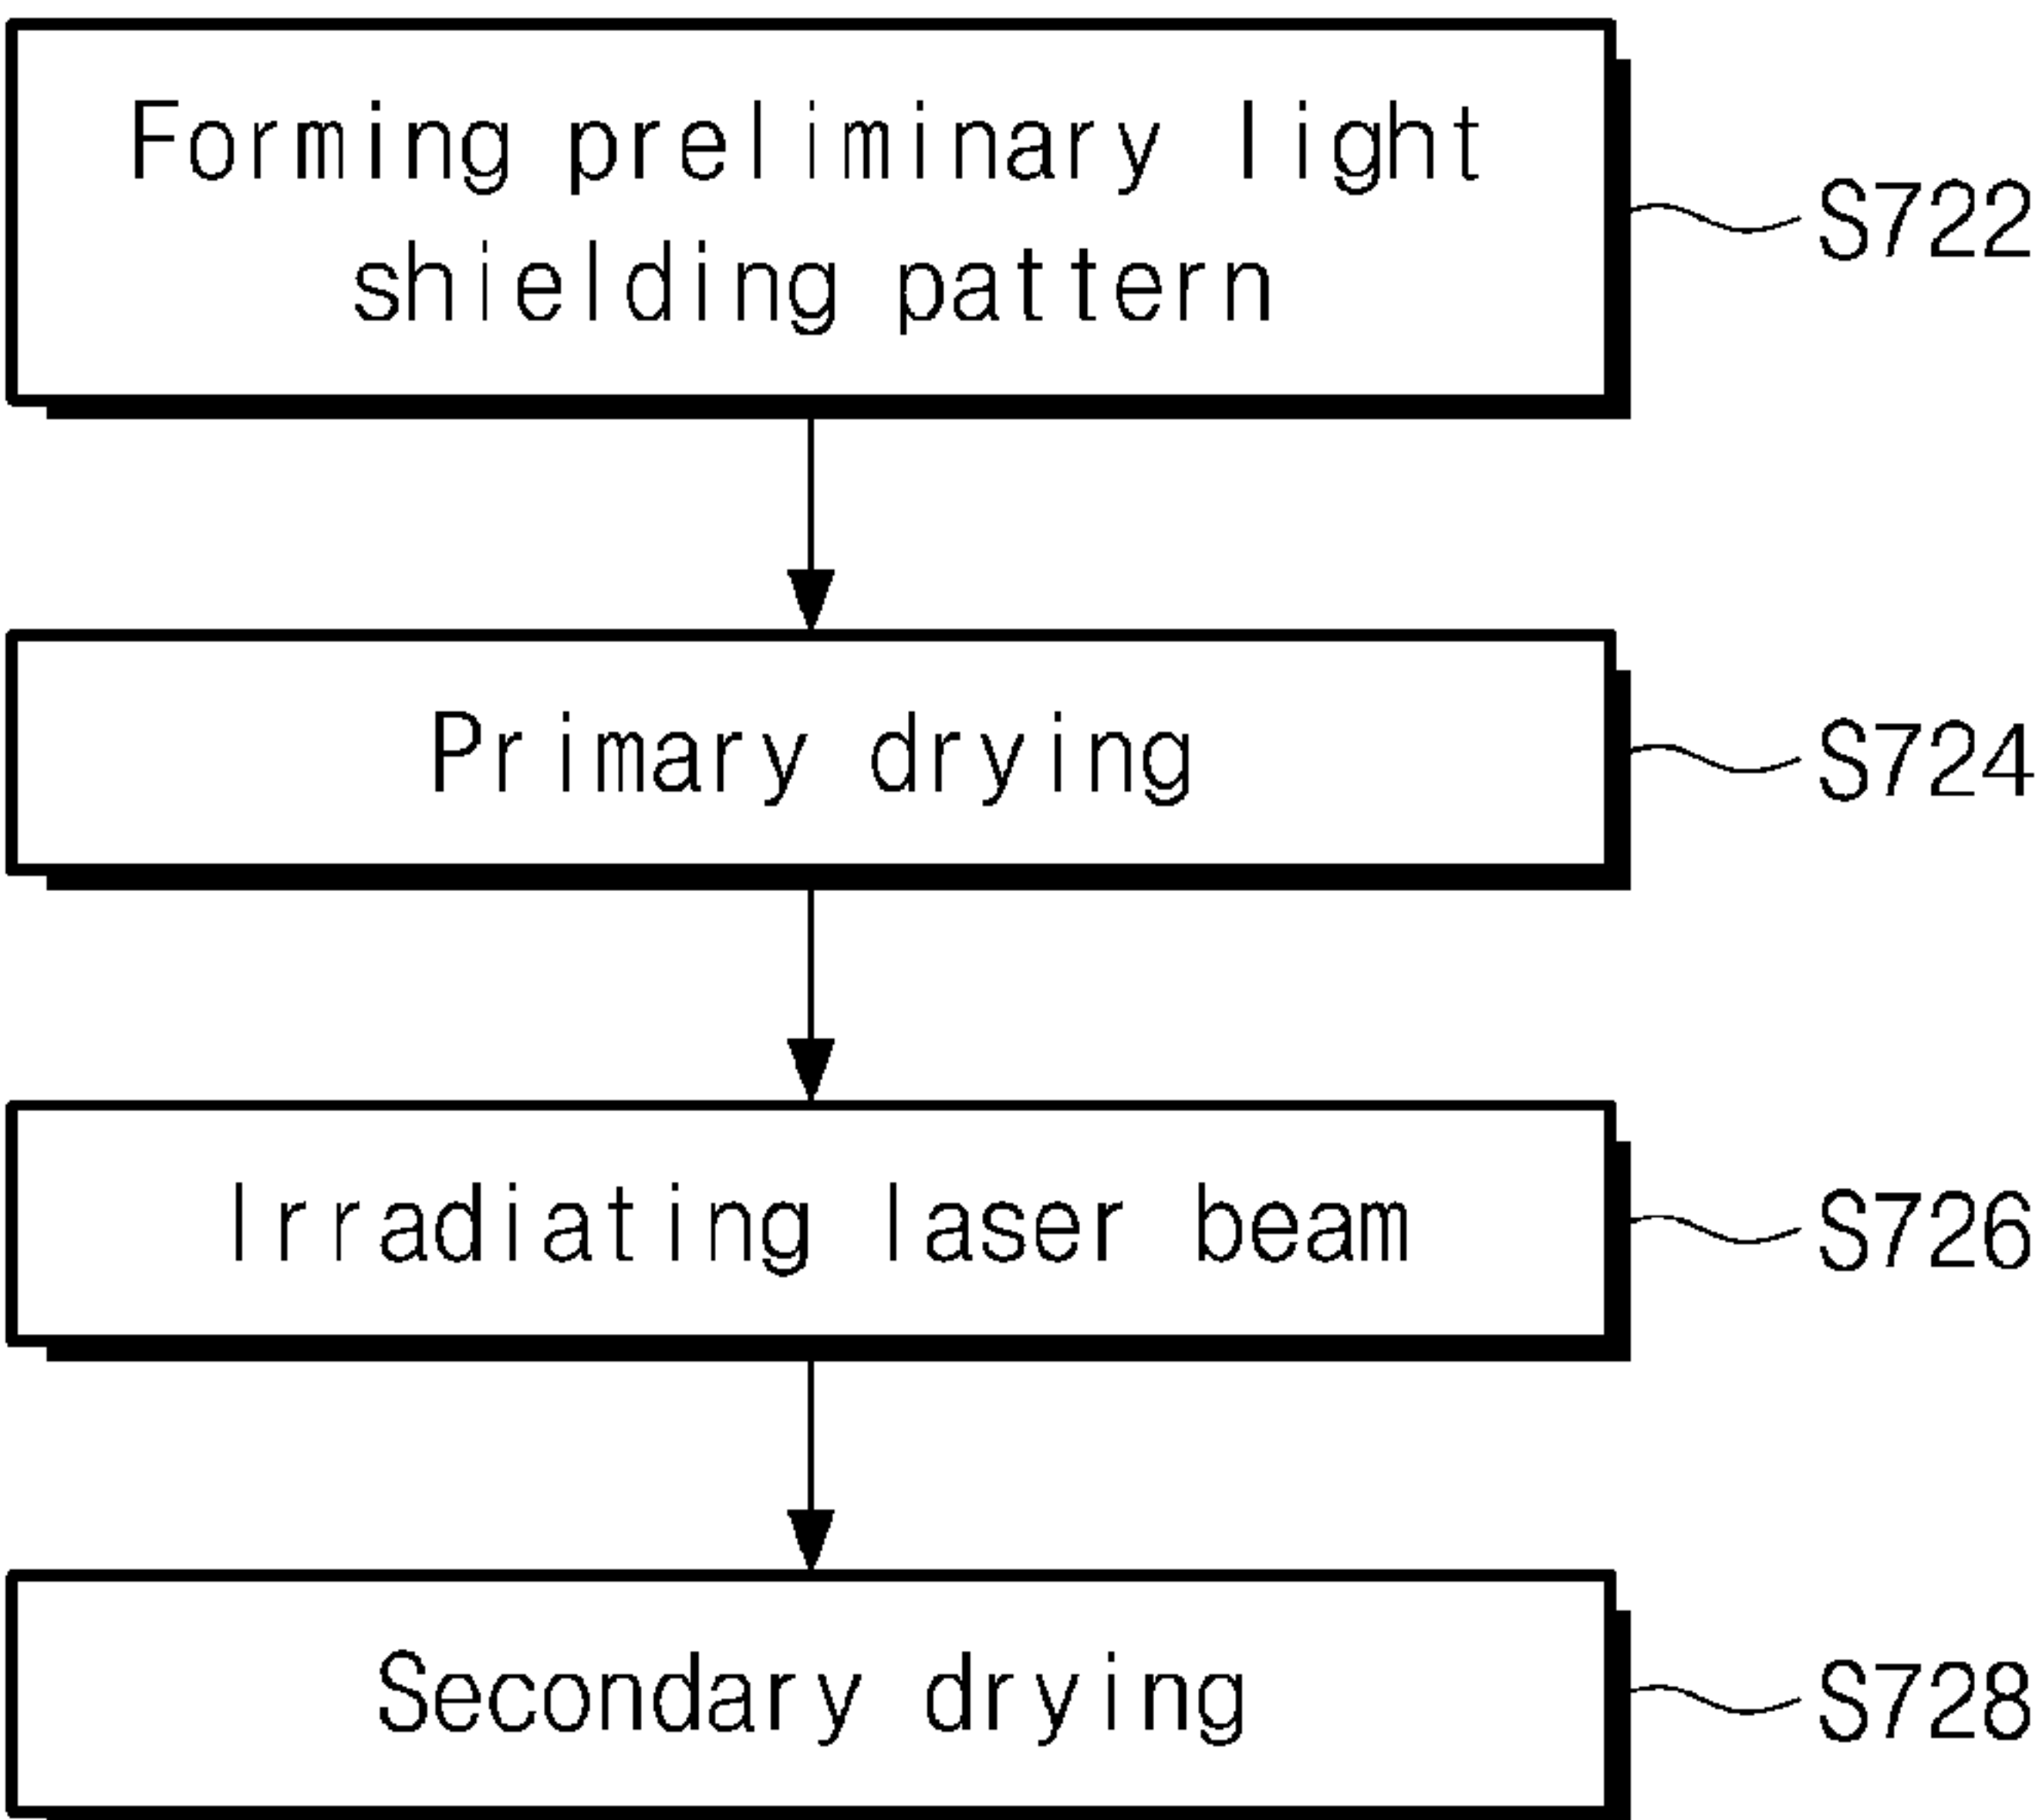 Forming preliminary light
shielding pattern
S722
Primary drying
S724
Irradiating laser beam
S726
Secondary drying
S728